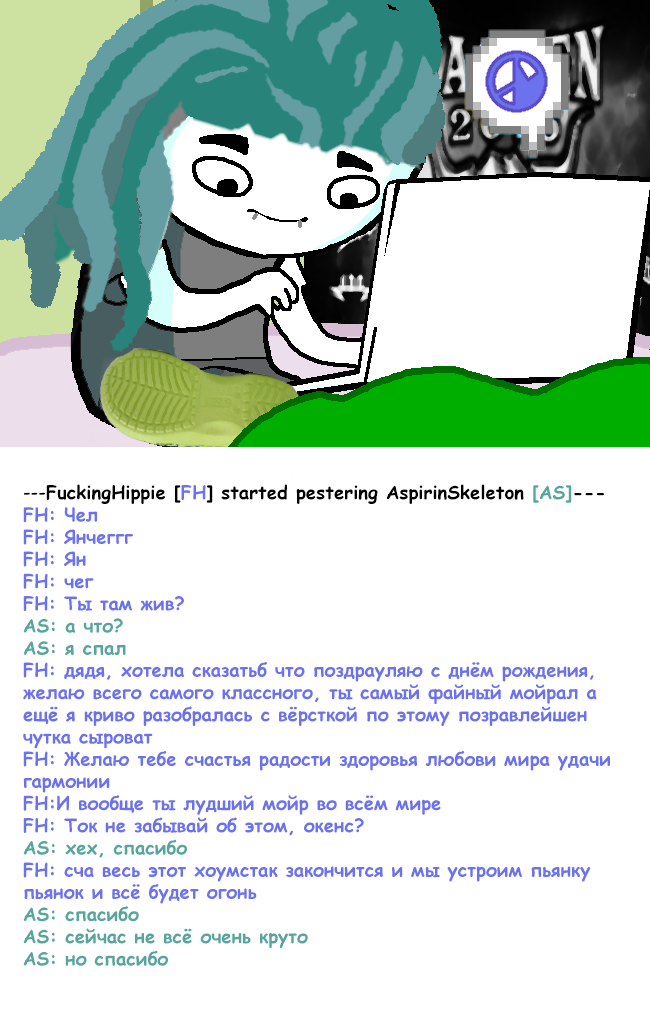 ---FuckingHippie [FH] started pestering AspirinSkeleton [AS]---
FH: Чел
FH: Янчеггг
FH: Ян
FH: чег
FH: Ты там жив?
AS: а что?
AS: я спал
FH: дядя, хотела сказатьб что поздрауляю с днём рождения,
желаю всего самого классного, ты самый файный мойрал а
ещё я криво разобралась с вёрсткой по этому позравлейшен
чутка сыроват
FH: Желаю тебе счастья радости здоровья любови мира удачи
гармонии
FH:И вообще ты лудший мойр во всём мире
FH: Ток не забывай об этом, окенс?
AS: хех, спасибо
FH: сча весь этот хоумстак закончится и мы устроим пьянку
пьянок и всё будет огонь
AS: спасибо
AS: сейчас не всё очень круто
AS: но спасибо